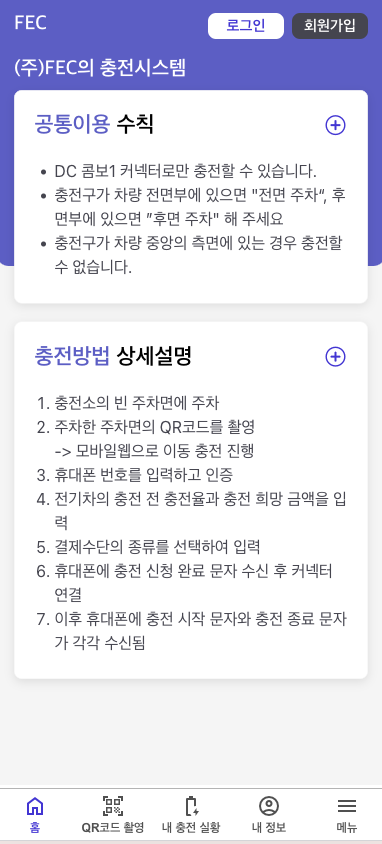 FEC
로그인
회원가입
(주)FEC의 충전시스템
공통이용 수칙
• DC 콤보1 커넥터로만 충전할 수 있습니다.
• 충전구가 차량 전면부에 있으면 "전면 주차“, 후
면부에 있으면 ”후면 주차" 해 주세요
• 충전구가 차량 중앙의 측면에 있는 경우 충전할
수 없습니다.
충전방법 상세설명
1. 충전소의 빈 주차면에 주차
2. 주차한 주차면의 QR코드를 촬영
-> 모바일웹으로 이동 충전 진행
3. 휴대폰 번호를 입력하고 인증
4. 전기차의 충전 전 충전율과 충전 희망 금액을 입
력
5. 결제수단의 종류를 선택하여 입력
6. 휴대폰에 충전 신청 완료 문자 수신 후 커넥터
연결
7. 이후 휴대폰에 충전 시작 문자와 충전 종료 문자
가 각각 수신됨
홈
QR코드 촬영
내 충전 실황
내 정보
메뉴